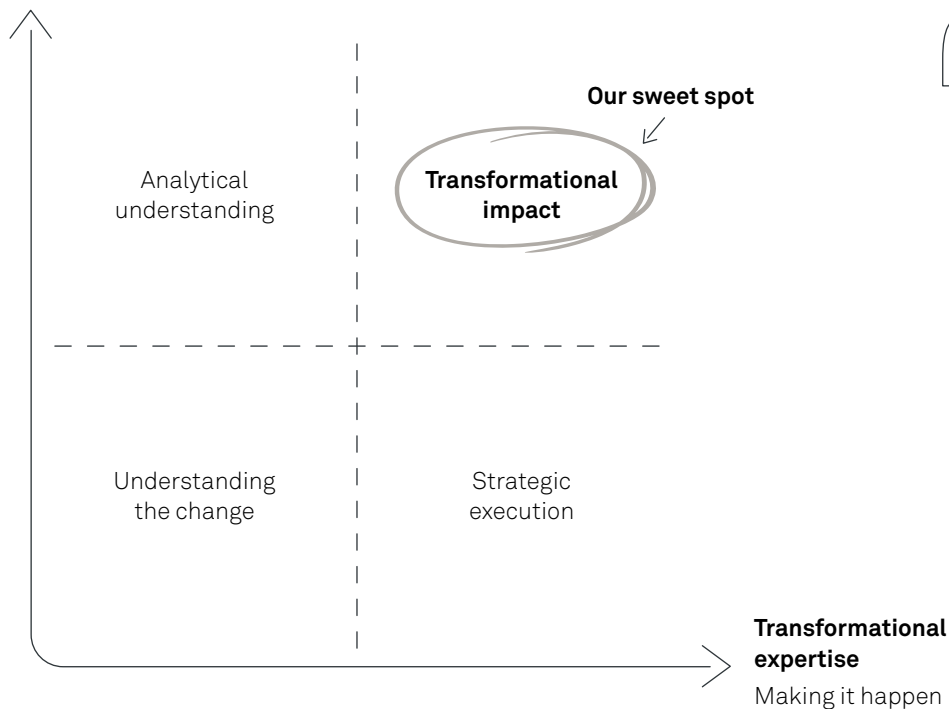 Our sweet spot
Analytical
understanding
Transformational
impact
Understanding
the change
Strategic
execution
Transformational
expertise
Making it happen